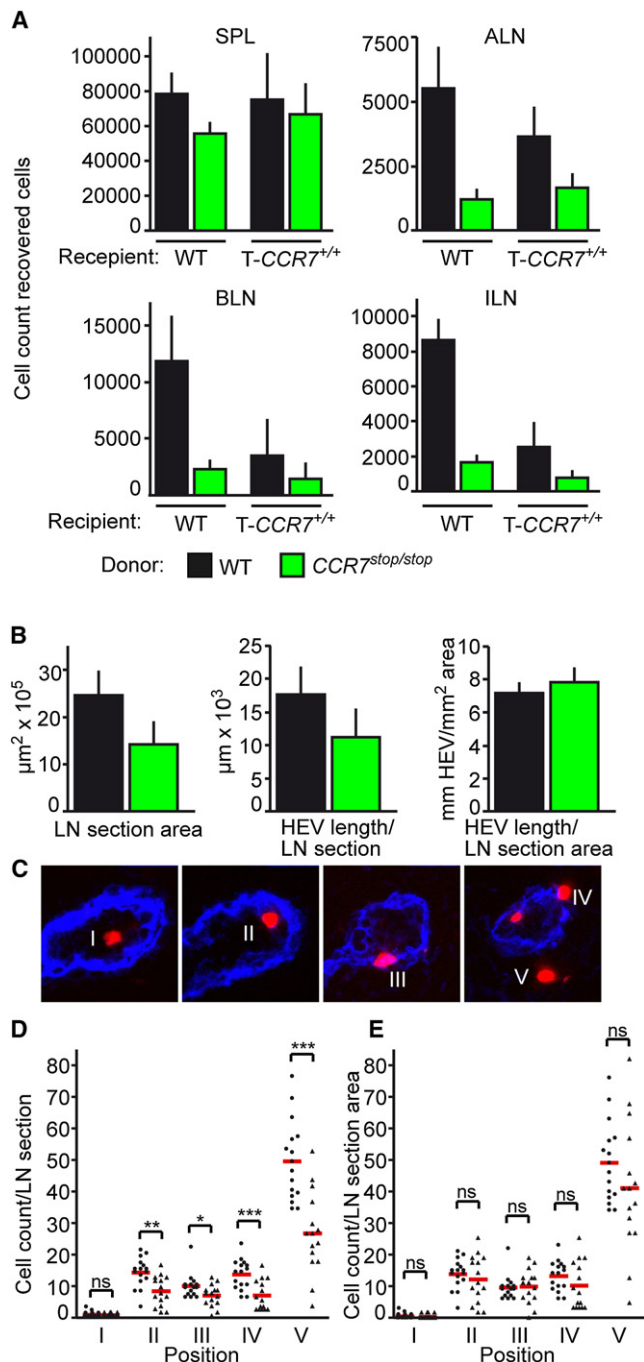 A
SPL
ALN
Cell count recovered cells
100000
80000
60000
40000
20000
0
7500
5000
2500
0
Recepient: WT T-CCR7+/+ WT T-CCR7+/+
BLN
ILN
15000
10000
5000
0
10000
8000
6000
4000
2000
0
Recipient: WT T-CCR7+/+ WT T-CCR7+/+
Donor: WT CCR7stop/stop
B
µm² x 10⁵
30
20
10
0
LN section area
µm x 10³
25
20
15
10
5
0
HEV length/
LN section
mm HEV/mm² area
10
8
6
4
2
0
HEV length/
LN section area
C
I
II
III
IV
V
D
Cell count/LN section
80
70
60
50
40
30
20
10
0
ns
**
*
***
***
I II III IV V
Position
E
Cell count/LN section area
80
70
60
50
40
30
20
10
0
ns
ns
ns
ns
ns
I II III IV V
Position